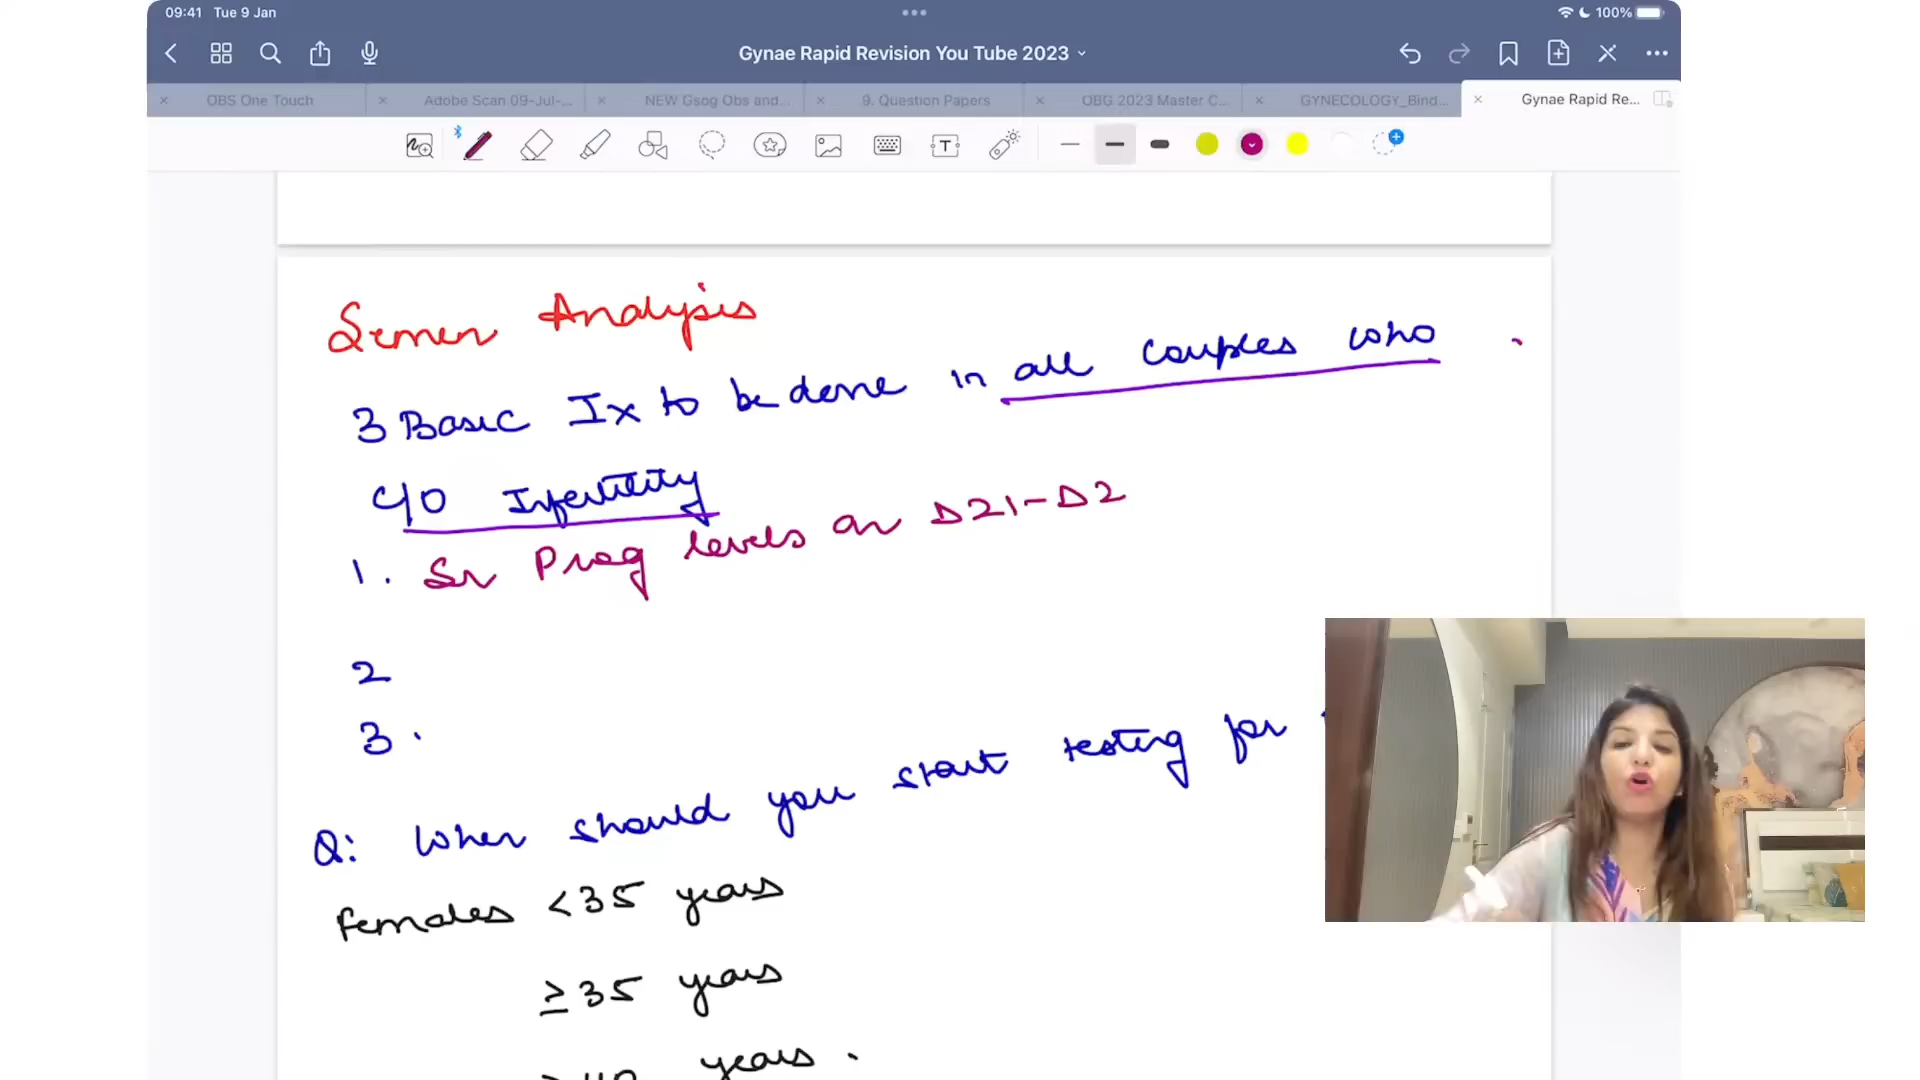 09:41 Tue 9 Jan
100%
Gynae Rapid Revision You Tube 2023
OBS One Touch
Adobe Scan 09-Jul-...
NEW Gsog Obs and...
9. Question Papers
OBG 2023 Master C...
GYNECOLOGY_Bind...
Gynae Rapid Re...
Semen Analysis
3 Basic Ix to be done in all couples who
c/o Infertility
1. Sr Prog levels on D21-D2
2
3.
Q: When should you start testing for
females <35 years
≥35 years
≥40 years.